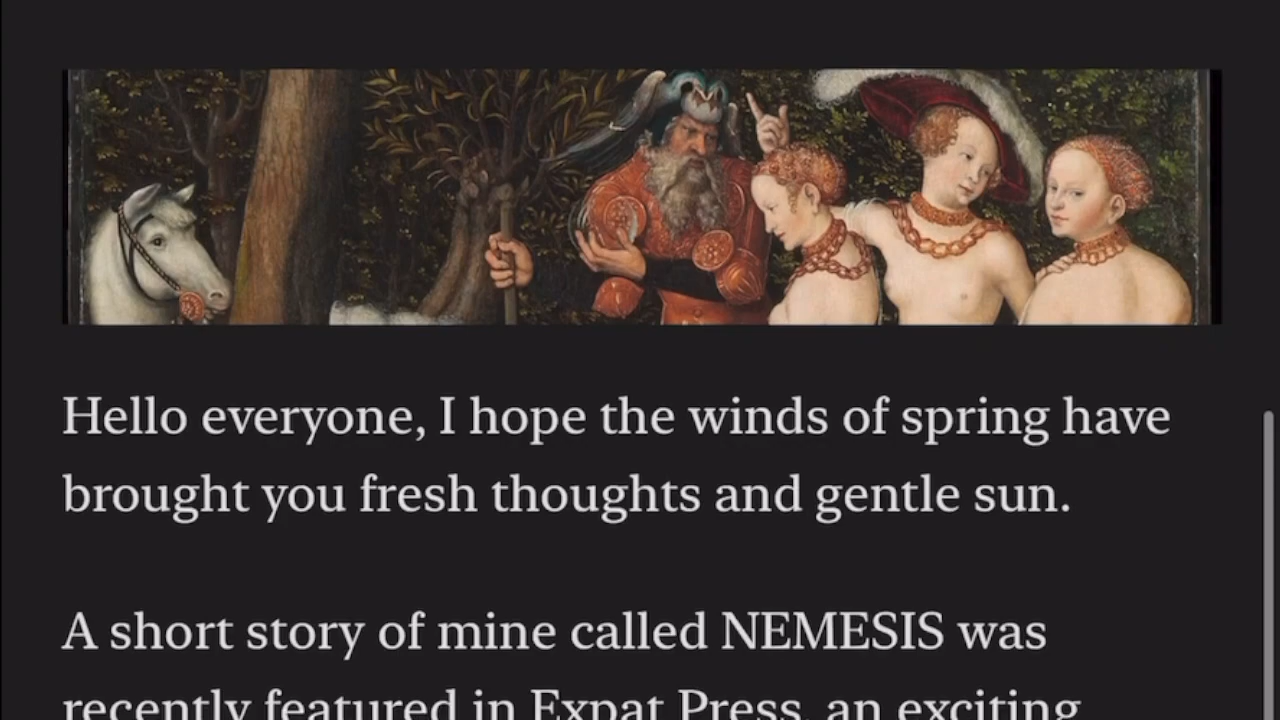 Hello everyone, I hope the winds of spring have
brought you fresh thoughts and gentle sun.
A short story of mine called NEMESIS was
recently featured in Expat Press, an exciting